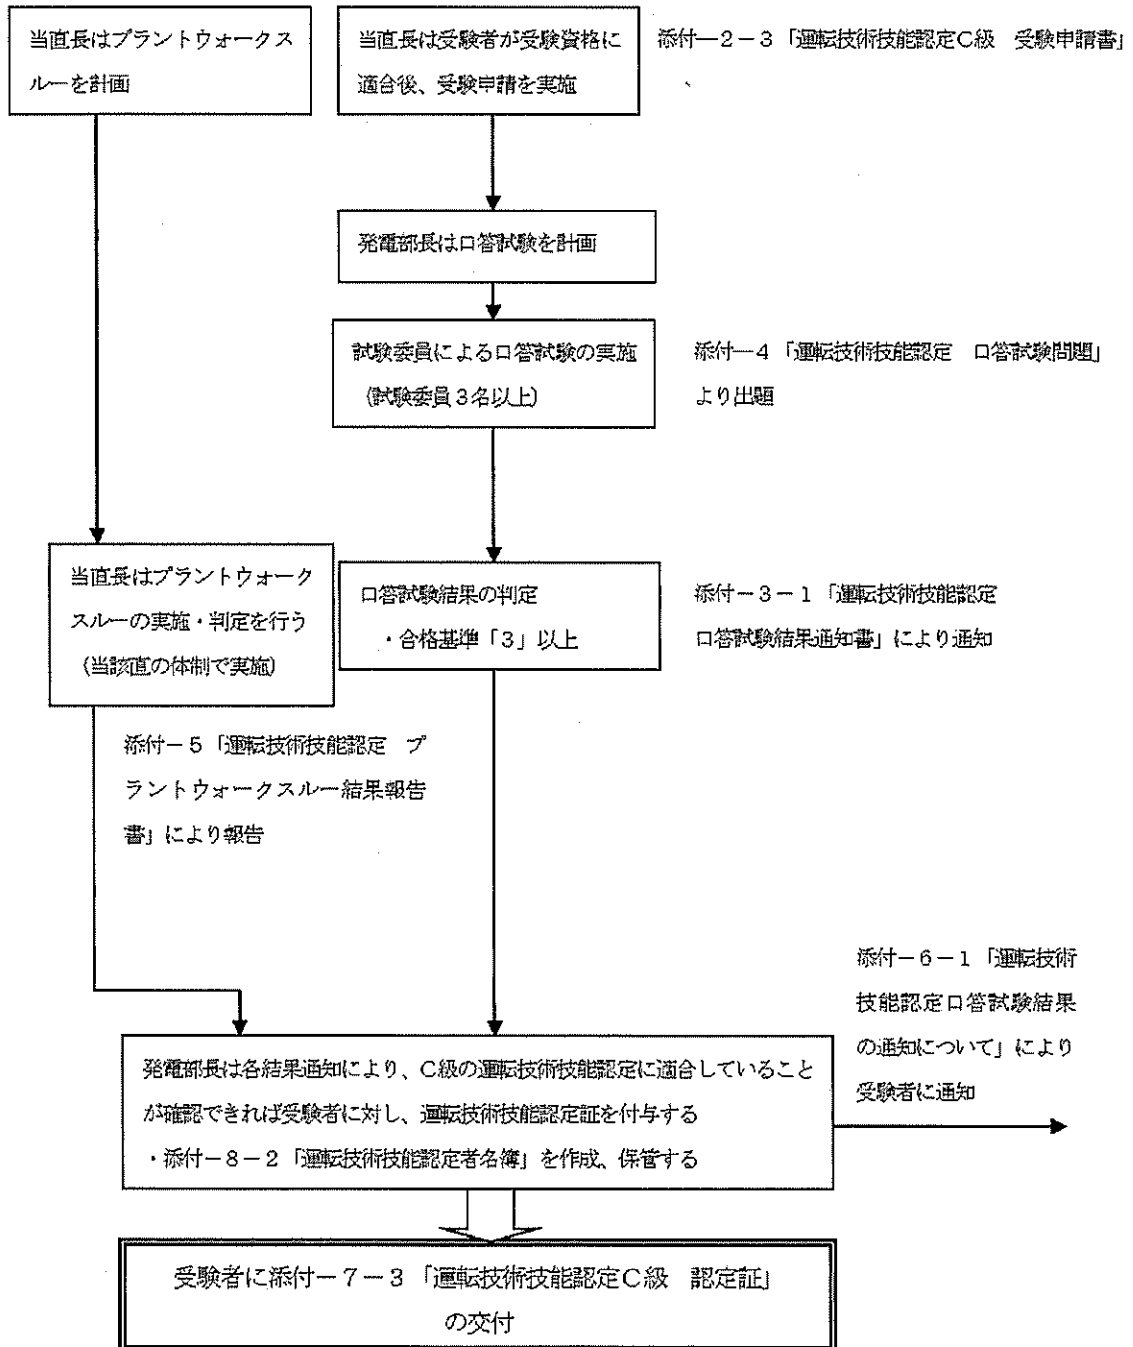 当直長はプラントウォークス
ルーを計画
当直長は受験者が受験資格に
適合後、受験申請を実施
添付―2-3「運転技術技能認定C級　受験申請書」
発電部長は口答試験を計画
試験委員による口答試験の実施
(試験委員3名以上)
添付―4「運転技術技能認定　口答試験問題」
より出題
当直長はプラントウォーク
スルーの実施・判定を行う
(当該直の体制で実施)
口答試験結果の判定
・合格基準「3」以上
添付-3-1「運転技術技能認定
口答試験結果通知書」により通知
添付-5「運転技術技能認定　プ
ラントウォークスルー結果報告
書」により報告
添付-6-1「運転技術
技能認定口答試験結果
の通知について」により
受験者に通知
発電部長は各結果通知により、C級の運転技術技能認定に適合していること
が確認できれば受験者に対し、運転技術技能認定証を付与する
・添付-8-2「運転技術技能認定者名簿」を作成、保管する
受験者に添付-7-3「運転技術技能認定C級　認定証」
の交付